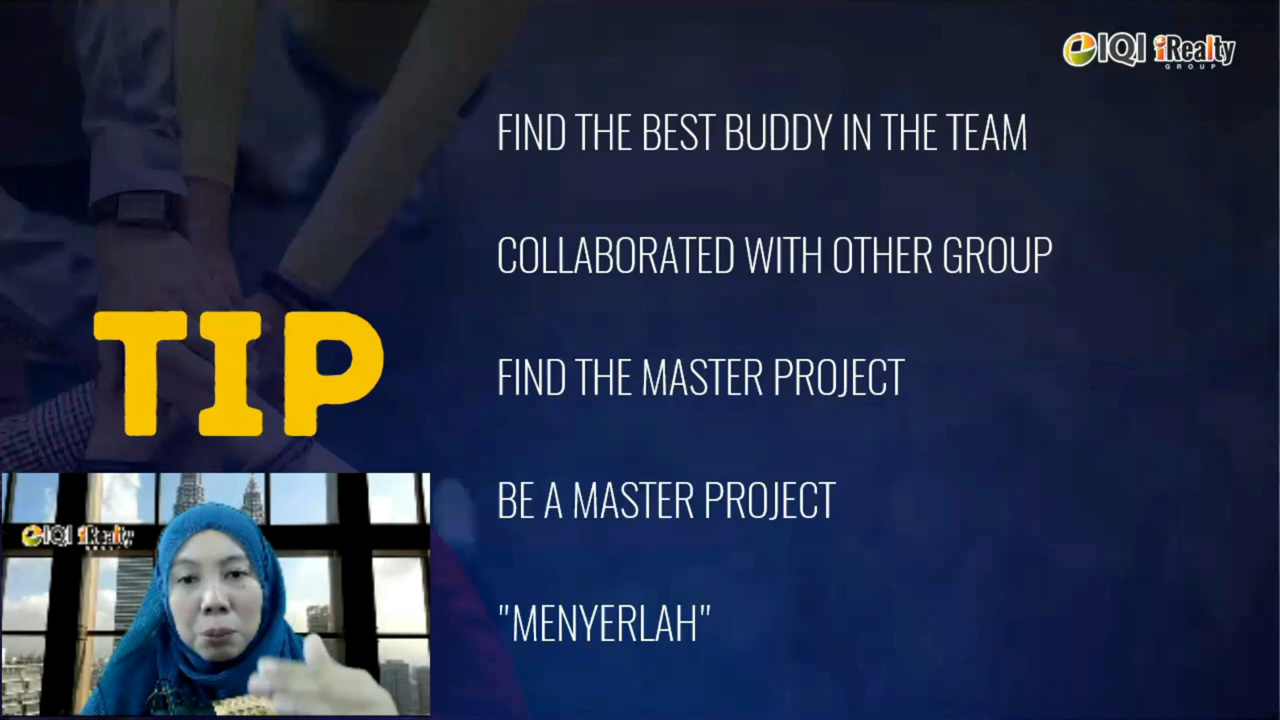 IQI iRealty
GROUP
FIND THE BEST BUDDY IN THE TEAM
COLLABORATED WITH OTHER GROUP
TIP
FIND THE MASTER PROJECT
BE A MASTER PROJECT
IQI iRealty
GROUP
"MENYERLAH"